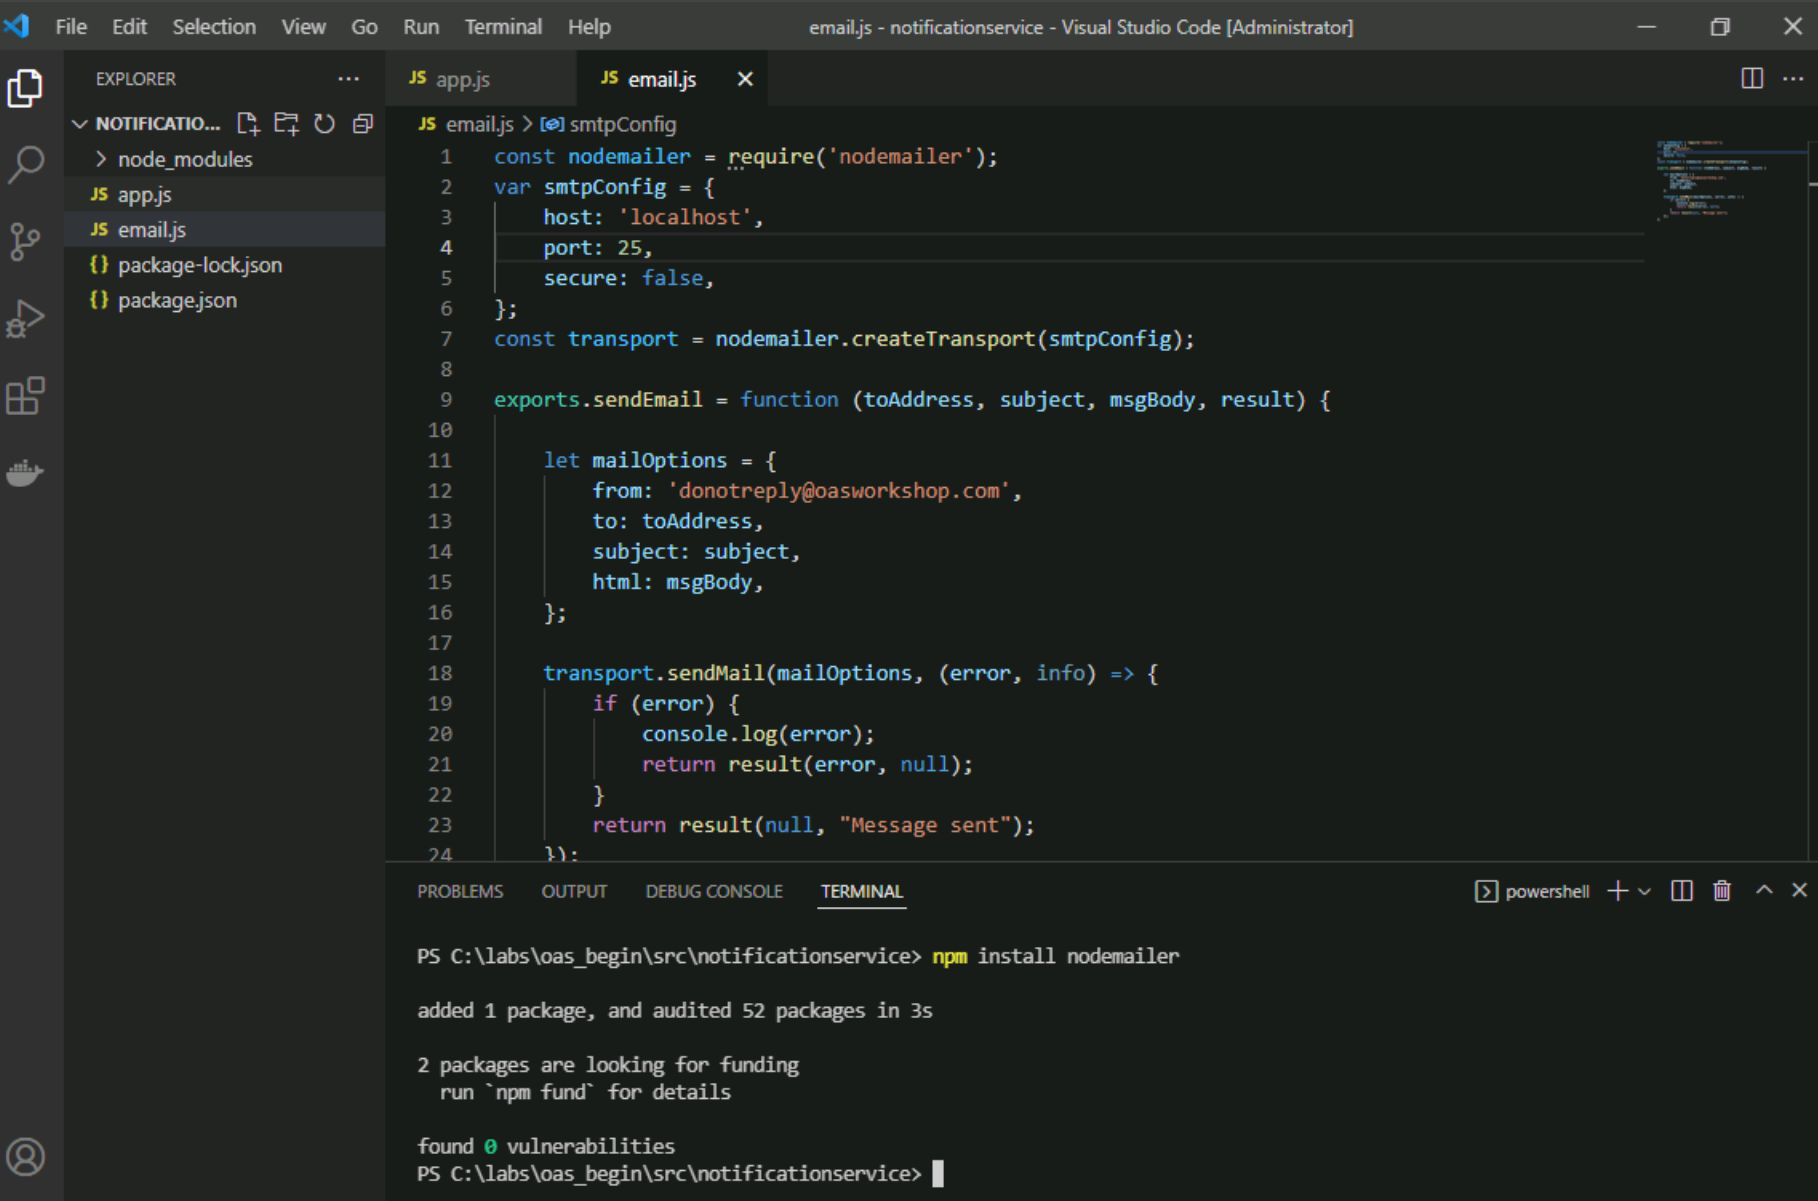 File Edit Selection View Go Run Terminal Help email.js - notificationservice - Visual Studio Code [Administrator]
EXPLORER ···
NOTIFICATIO...
node_modules
JS app.js
JS email.js
{} package-lock.json
{} package.json
JS app.js JS email.js
JS email.js > smtpConfig
1 const nodemailer = require('nodemailer');
2 var smtpConfig = {
3 host: 'localhost',
4 port: 25,
5 secure: false,
6 };
7 const transport = nodemailer.createTransport(smtpConfig);
8
9 exports.sendEmail = function (toAddress, subject, msgBody, result) {
10
11 let mailOptions = {
12 from: 'donotreply@oasworkshop.com',
13 to: toAddress,
14 subject: subject,
15 html: msgBody,
16 };
17
18 transport.sendMail(mailOptions, (error, info) => {
19 if (error) {
20 console.log(error);
21 return result(error, null);
22 }
23 return result(null, "Message sent");
24 });
PROBLEMS OUTPUT DEBUG CONSOLE TERMINAL powershell
PS C:\labs\oas_begin\src\notificationservice> npm install nodemailer
added 1 package, and audited 52 packages in 3s
2 packages are looking for funding
run `npm fund` for details
found 0 vulnerabilities
PS C:\labs\oas_begin\src\notificationservice>